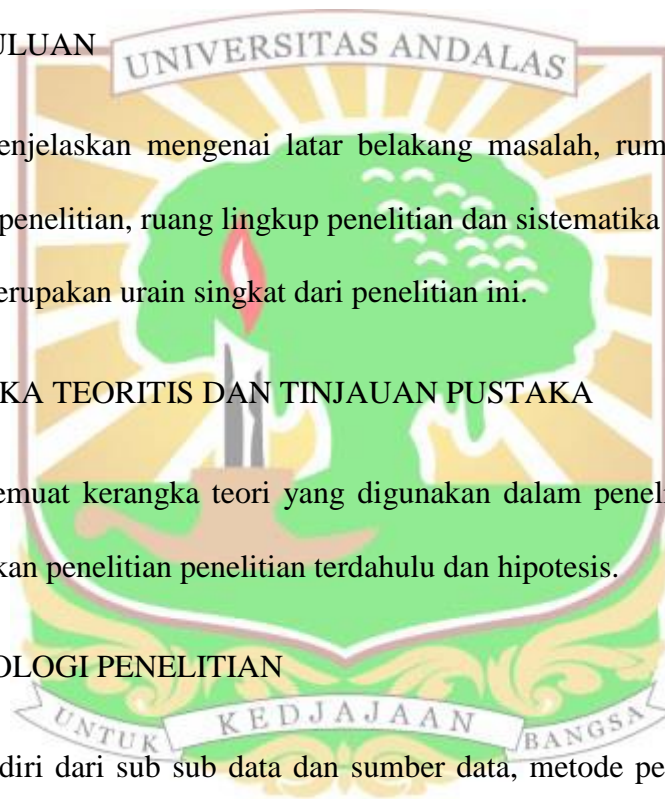 ULUAN
UNIVERSITAS ANDALAS
enjelaskan mengenai latar belakang masalah, rum
penelitian, ruang lingkup penelitian dan sistematika
erupakan urain singkat dari penelitian ini.
KA TEORITIS DAN TINJAUAN PUSTAKA
emuat kerangka teori yang digunakan dalam peneli
kan penelitian penelitian terdahulu dan hipotesis.
OLOGI PENELITIAN
UNTUK KEDJAJAAN BANGSA
diri dari sub sub data dan sumber data, metode pe